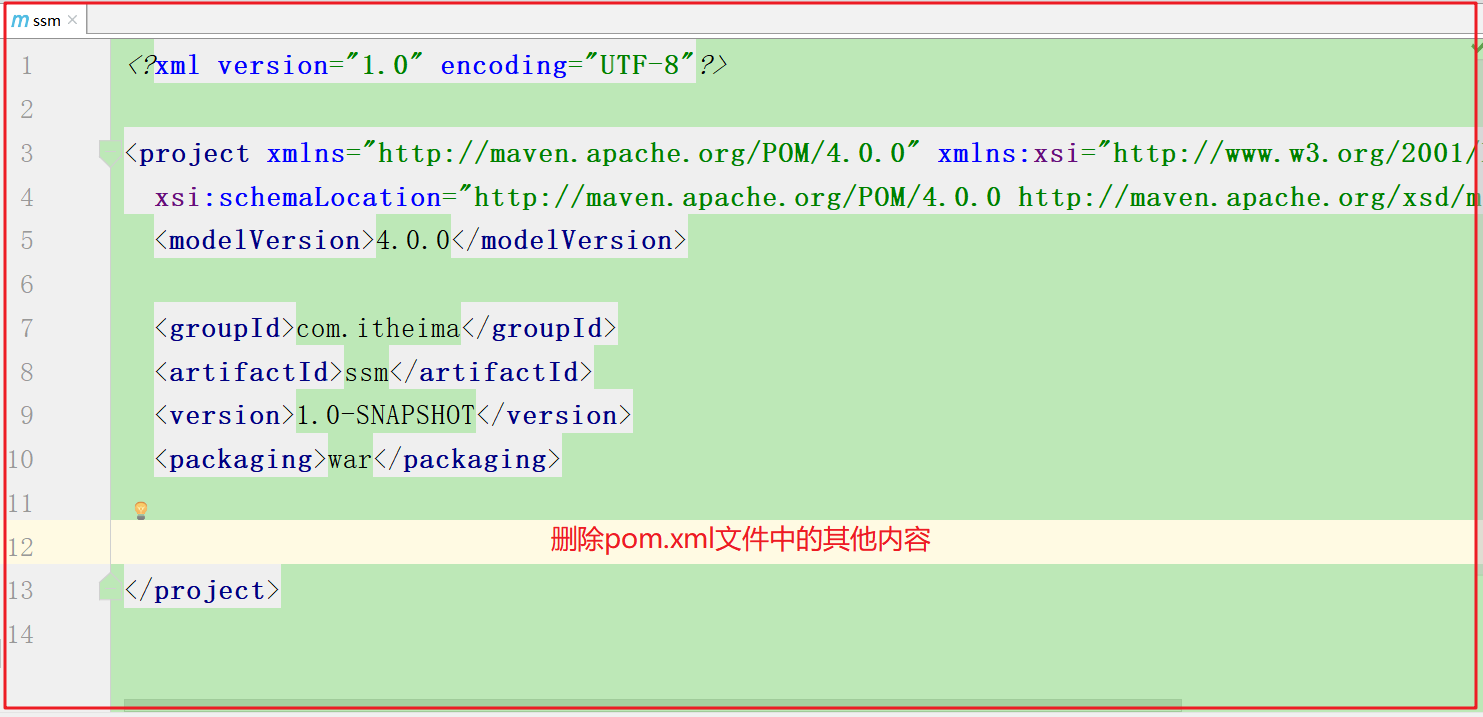 m ssm ×
1 <?xml version="1.0" encoding="UTF-8"?>
2
3 <project xmlns="http://maven.apache.org/POM/4.0.0" xmlns:xsi="http://www.w3.org/2001/
4 xsi:schemaLocation="http://maven.apache.org/POM/4.0.0 http://maven.apache.org/xsd/m
5 <modelVersion>4.0.0</modelVersion>
6
7 <groupId>com.itheima</groupId>
8 <artifactId>ssm</artifactId>
9 <version>1.0-SNAPSHOT</version>
10 <packaging>war</packaging>
11
12 删除pom.xml文件中的其他内容
13 </project>
14